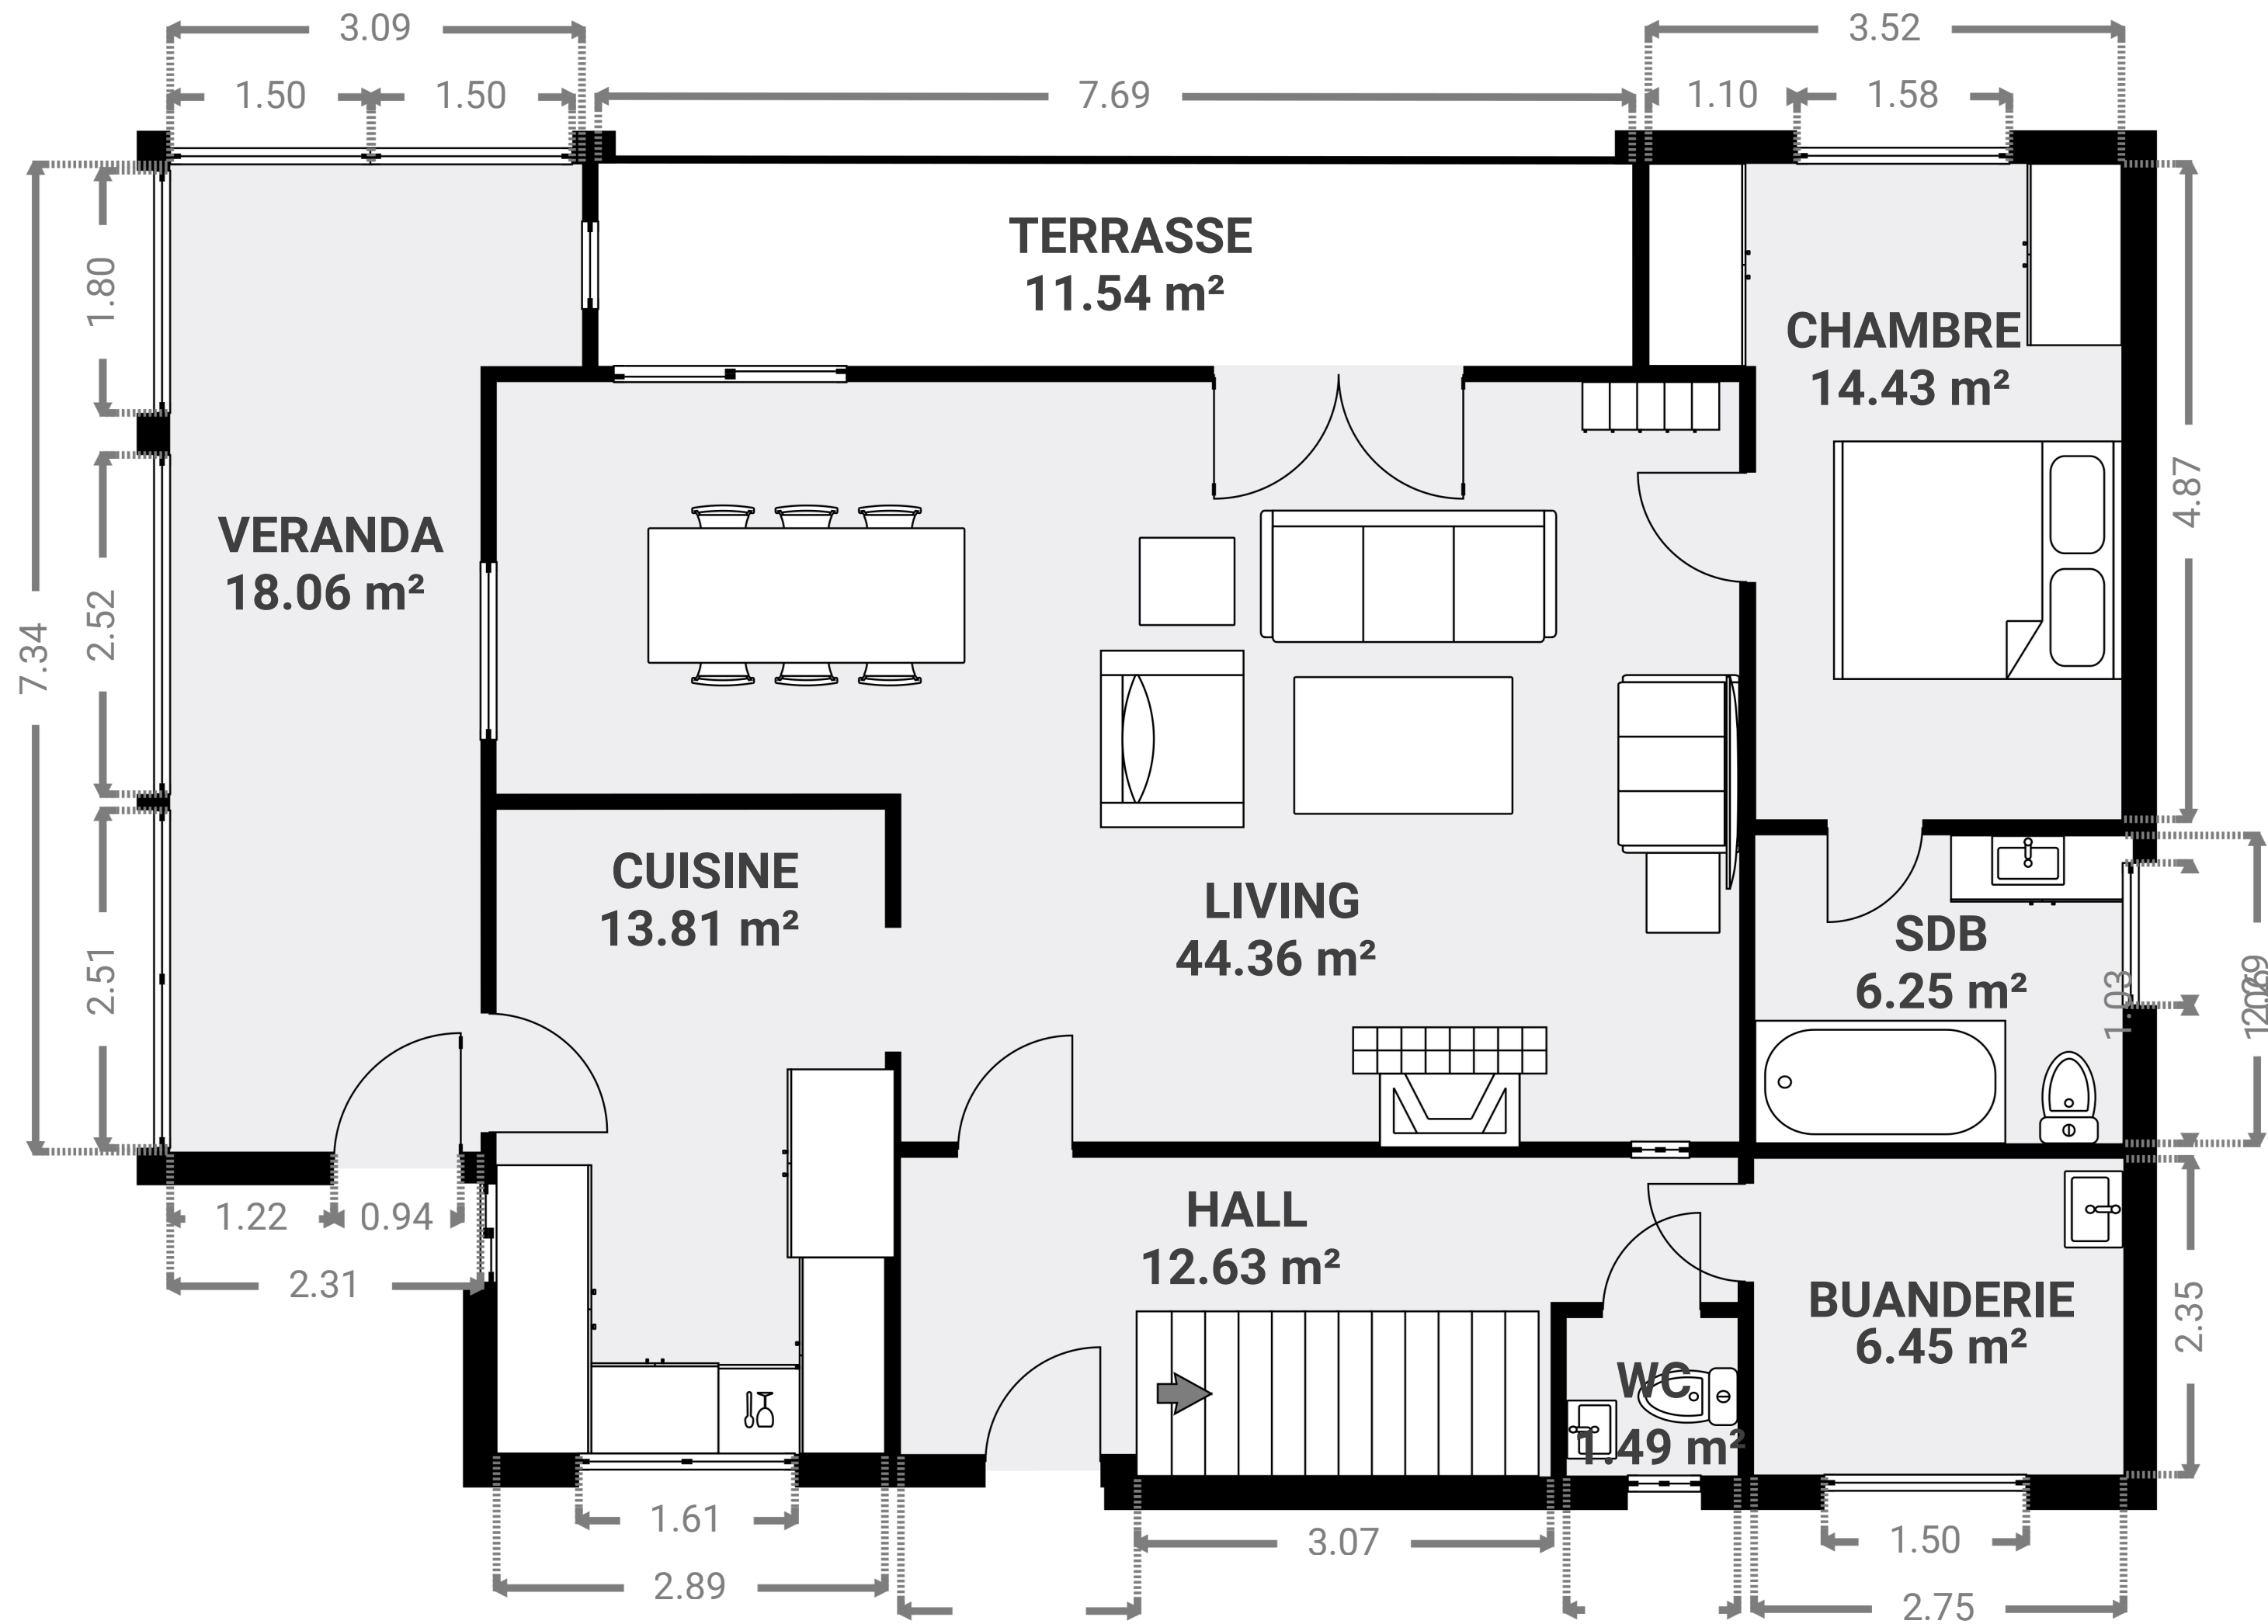 3.09
3.52
1.50
1.50
7.69
1.10
1.58
TERRASSE
11.54 m²
1.80
CHAMBRE
14.43 m²
4.87
VERANDA
18.06 m²
2.52
7.34
CUISINE
13.81 m²
LIVING
44.36 m²
SDB
6.25 m²
2.51
1.03
HALL
12.63 m²
1.22
0.94
2.31
BUANDERIE
6.45 m²
2.35
WC
1.49 m²
1.61
3.07
1.50
2.89
2.75